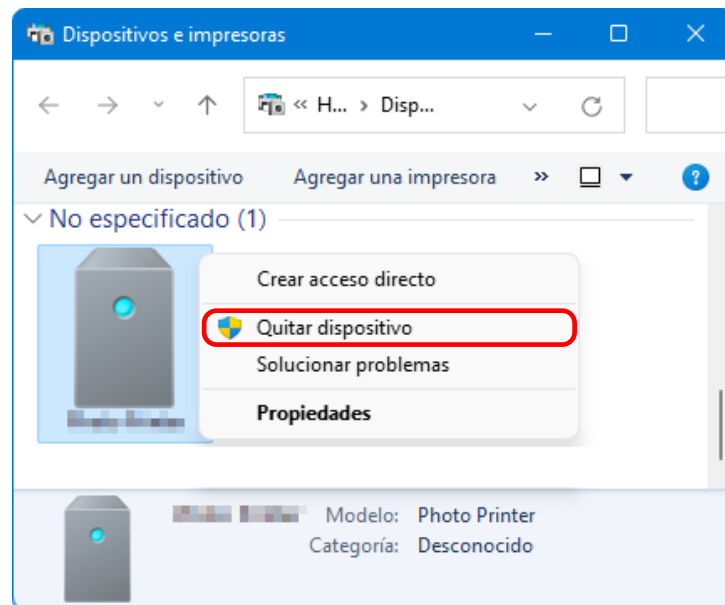 Dispositivos e impresoras
« H... › Disp...
Agregar un dispositivo Agregar una impresora »
No especificado (1)
Crear acceso directo
Quitar dispositivo
Solucionar problemas
Propiedades
Modelo: Photo Printer
Categoría: Desconocido